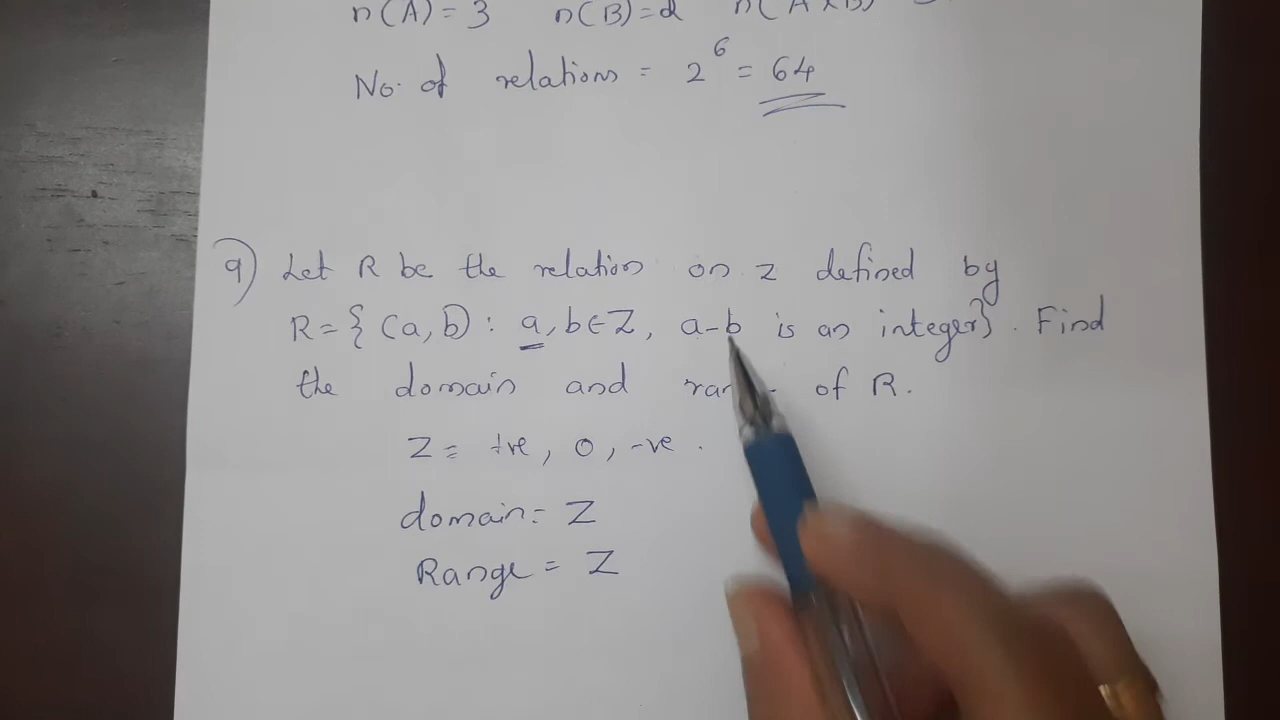 n(A) = 3 n(B) = 2 n(A×B)
No. of relations = 2^6 = 64
9) Let R be the relation on Z defined by
R = { (a, b) : a, b ∈ Z, a-b is an integer} . Find
the domain and of R.
Z = +ve, 0, -ve .
domain = Z
Range = Z